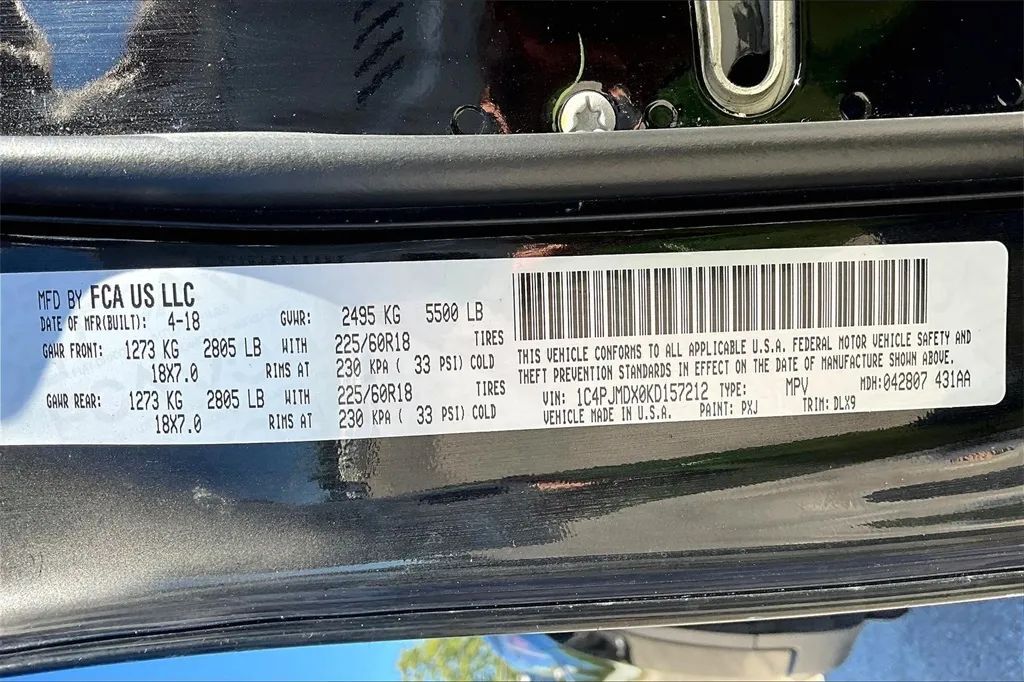 MFD BY FCA US LLC
DATE OF MFR(BUILT): 4-18 GVWR: 2495 KG 5500 LB
GAWR FRONT: 1273 KG 2805 LB WITH 225/60R18 TIRES
18X7.0 RIMS AT 230 KPA ( 33 PSI) COLD
GAWR REAR: 1273 KG 2805 LB WITH 225/60R18 TIRES
18X7.0 RIMS AT 230 KPA ( 33 PSI) COLD
THIS VEHICLE CONFORMS TO ALL APPLICABLE U.S.A. FEDERAL MOTOR VEHICLE SAFETY AND
THEFT PREVENTION STANDARDS IN EFFECT ON THE DATE OF MANUFACTURE SHOWN ABOVE.
VIN: 1C4PJMDX0KD157212 TYPE: MPV MDH: 042807 431AA
VEHICLE MADE IN U.S.A. PAINT: PXJ TRIM: DLX9